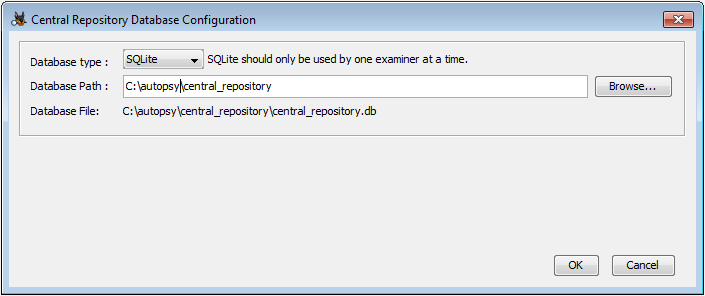 Central Repository Database Configuration
Database type : SQLite SQLite should only be used by one examiner at a time.
Database Path : C:\autopsy\central_repository Browse...
Database File: C:\autopsy\central_repository\central_repository.db
OK Cancel